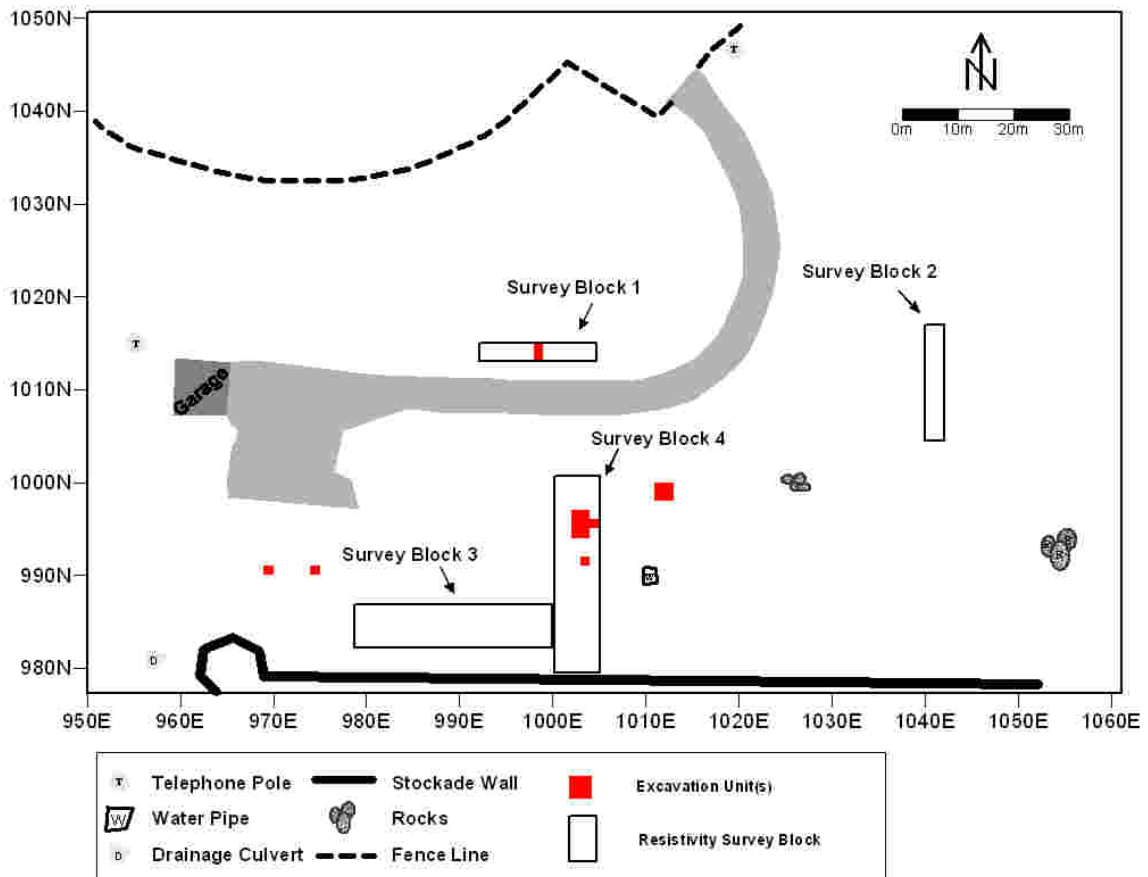 1050N
1040N
1030N
1020N
1010N
1000N
990N
980N
T
N
0m 10m 20m 30m
Survey Block 2
Survey Block 1
T
Garage
Survey Block 4
Survey Block 3
W
R
D
950E 960E 970E 980E 990E 1000E 1010E 1020E 1030E 1040E 1050E 1060E
T Telephone Pole Stockade Wall Excavation Unit(s)
W Water Pipe Rocks Resistivity Survey Block
D Drainage Culvert Fence Line